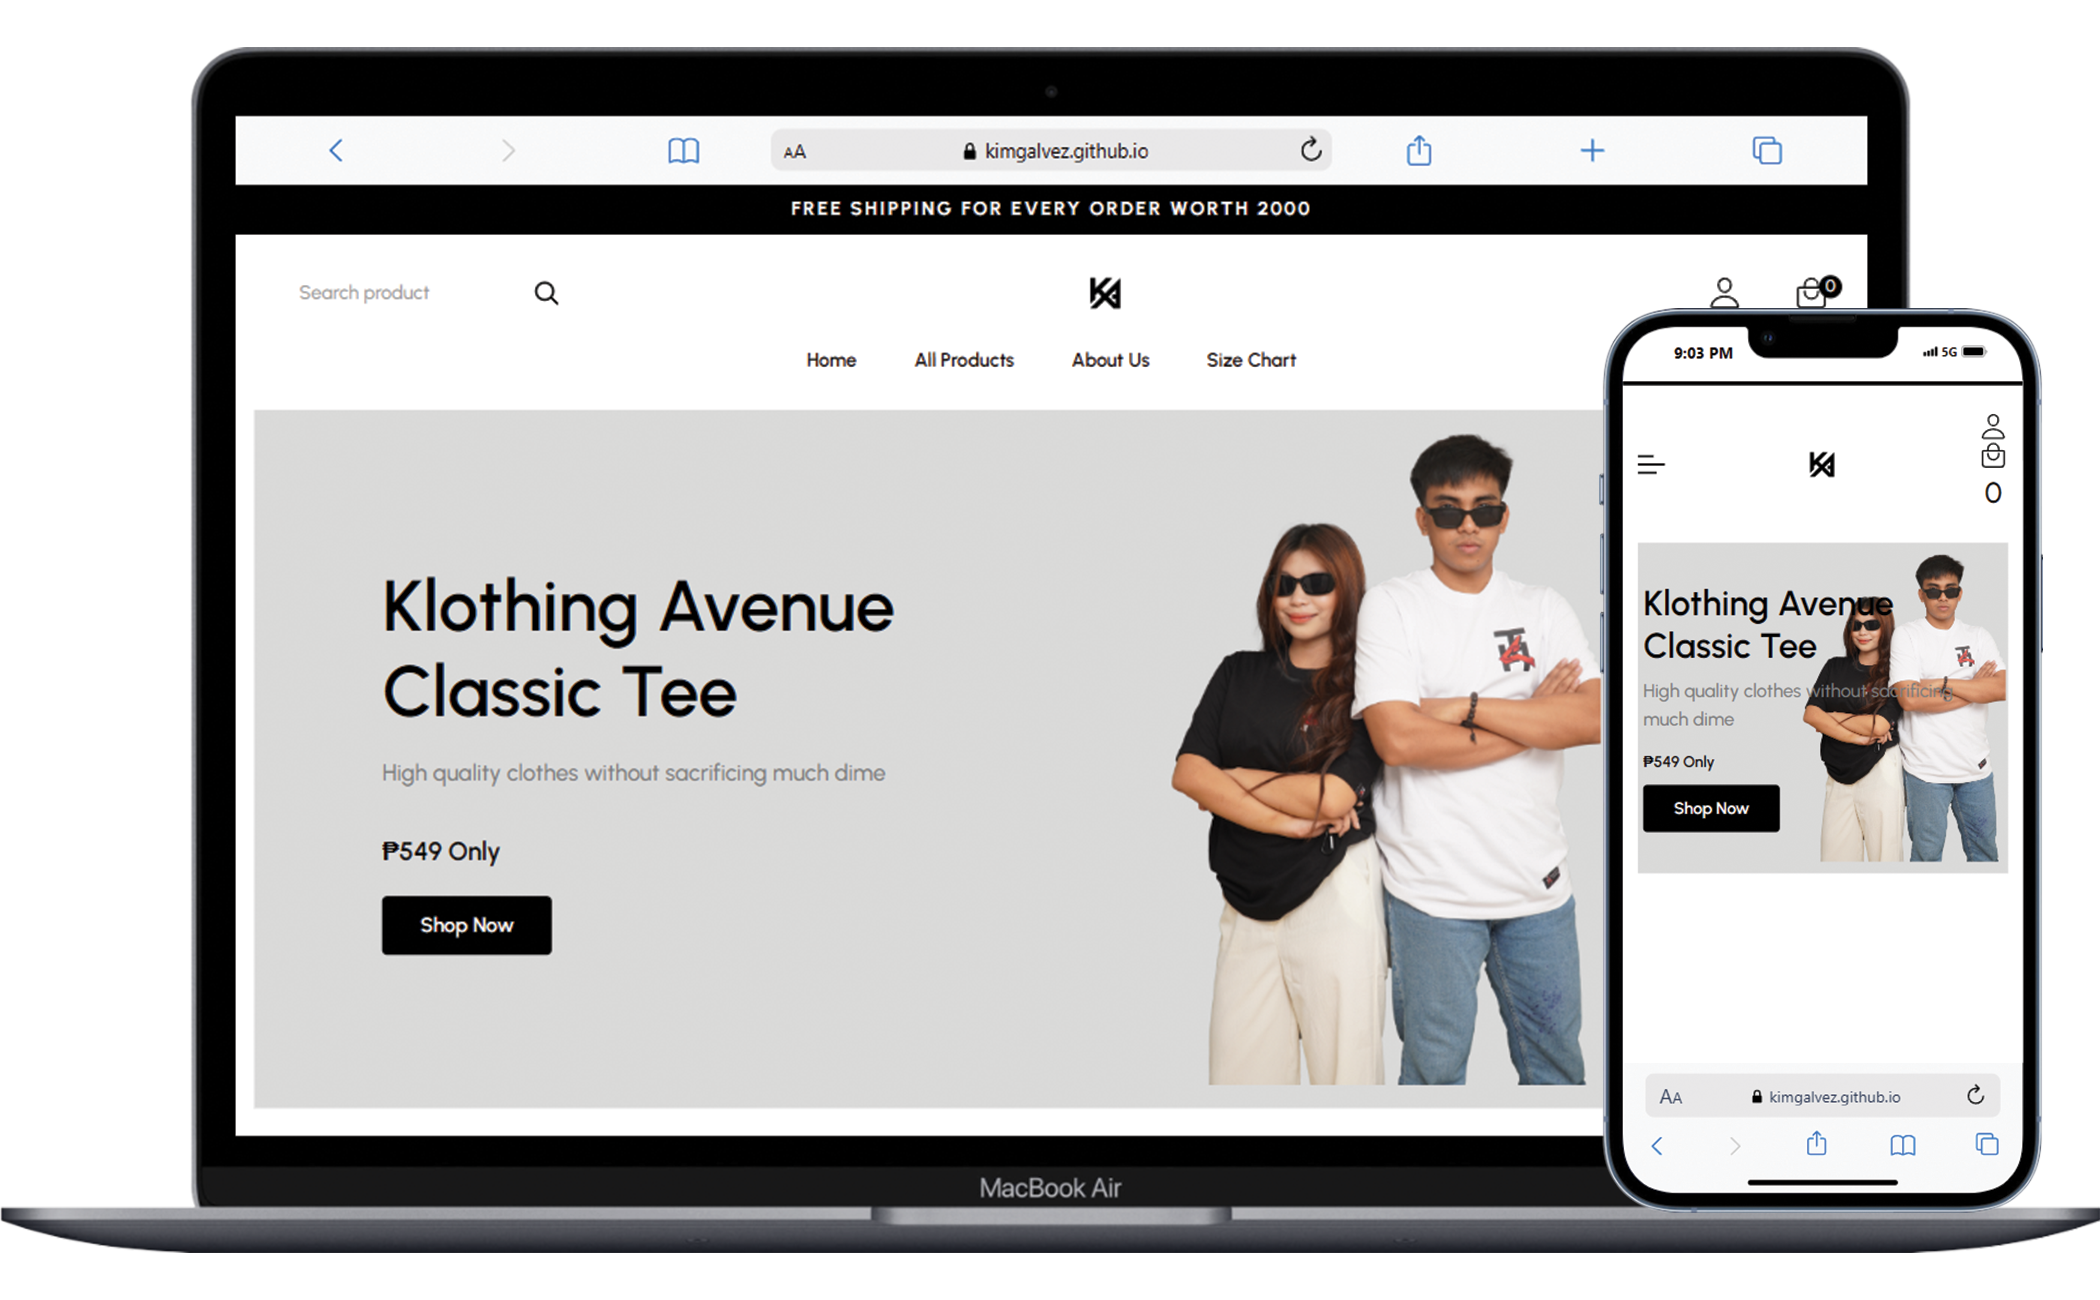 AA kimgalvez.github.io
FREE SHIPPING FOR EVERY ORDER WORTH 2000
Search product
KA
0
Home All Products About Us Size Chart
Klothing Avenue
Classic Tee
High quality clothes without sacrificing much dime
₱549 Only
Shop Now
MacBook Air
9:03 PM 5G
KA
0
Klothing Avenue
Classic Tee
High quality clothes without sacrificing
much dime
₱549 Only
Shop Now
AA kimgalvez.github.io